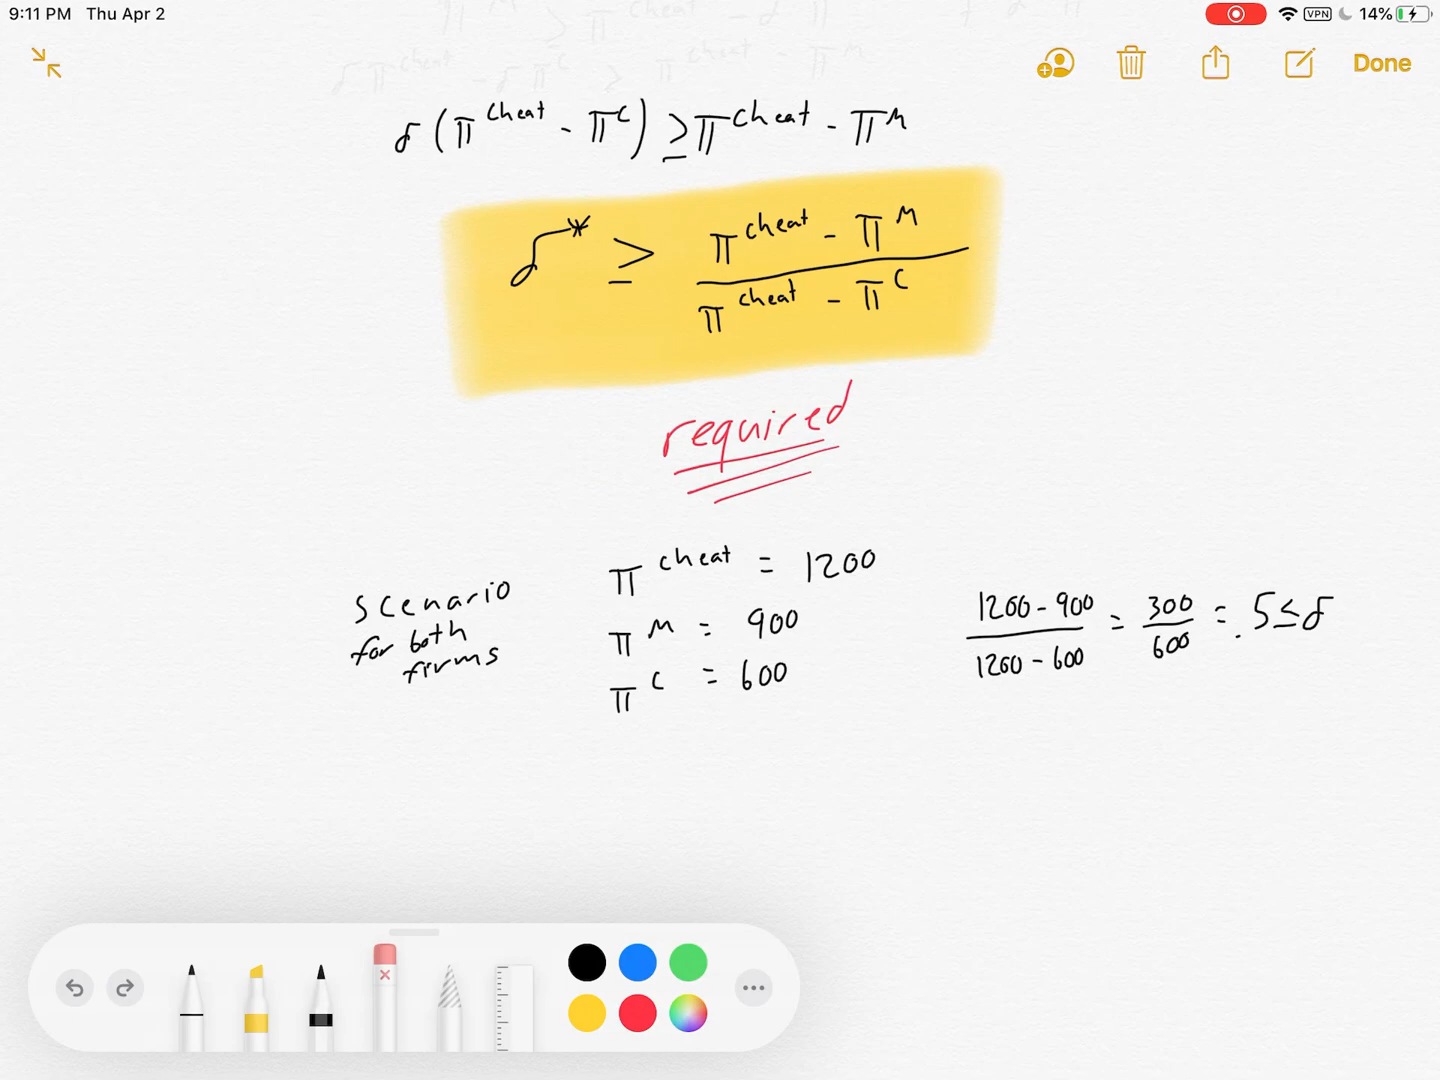 9:11 PM Thu Apr 2 VPN 14%
Done
δ(π^cheat - π^C) ≥ π^cheat - π^M
δ* ≥ (π^cheat - π^M) / (π^cheat - π^C)
required
Scenario for both firms
π^cheat = 1200
π^M = 900
π^C = 600
(1200 - 900) / (1200 - 600) = 300/600 = .5 ≤ δ